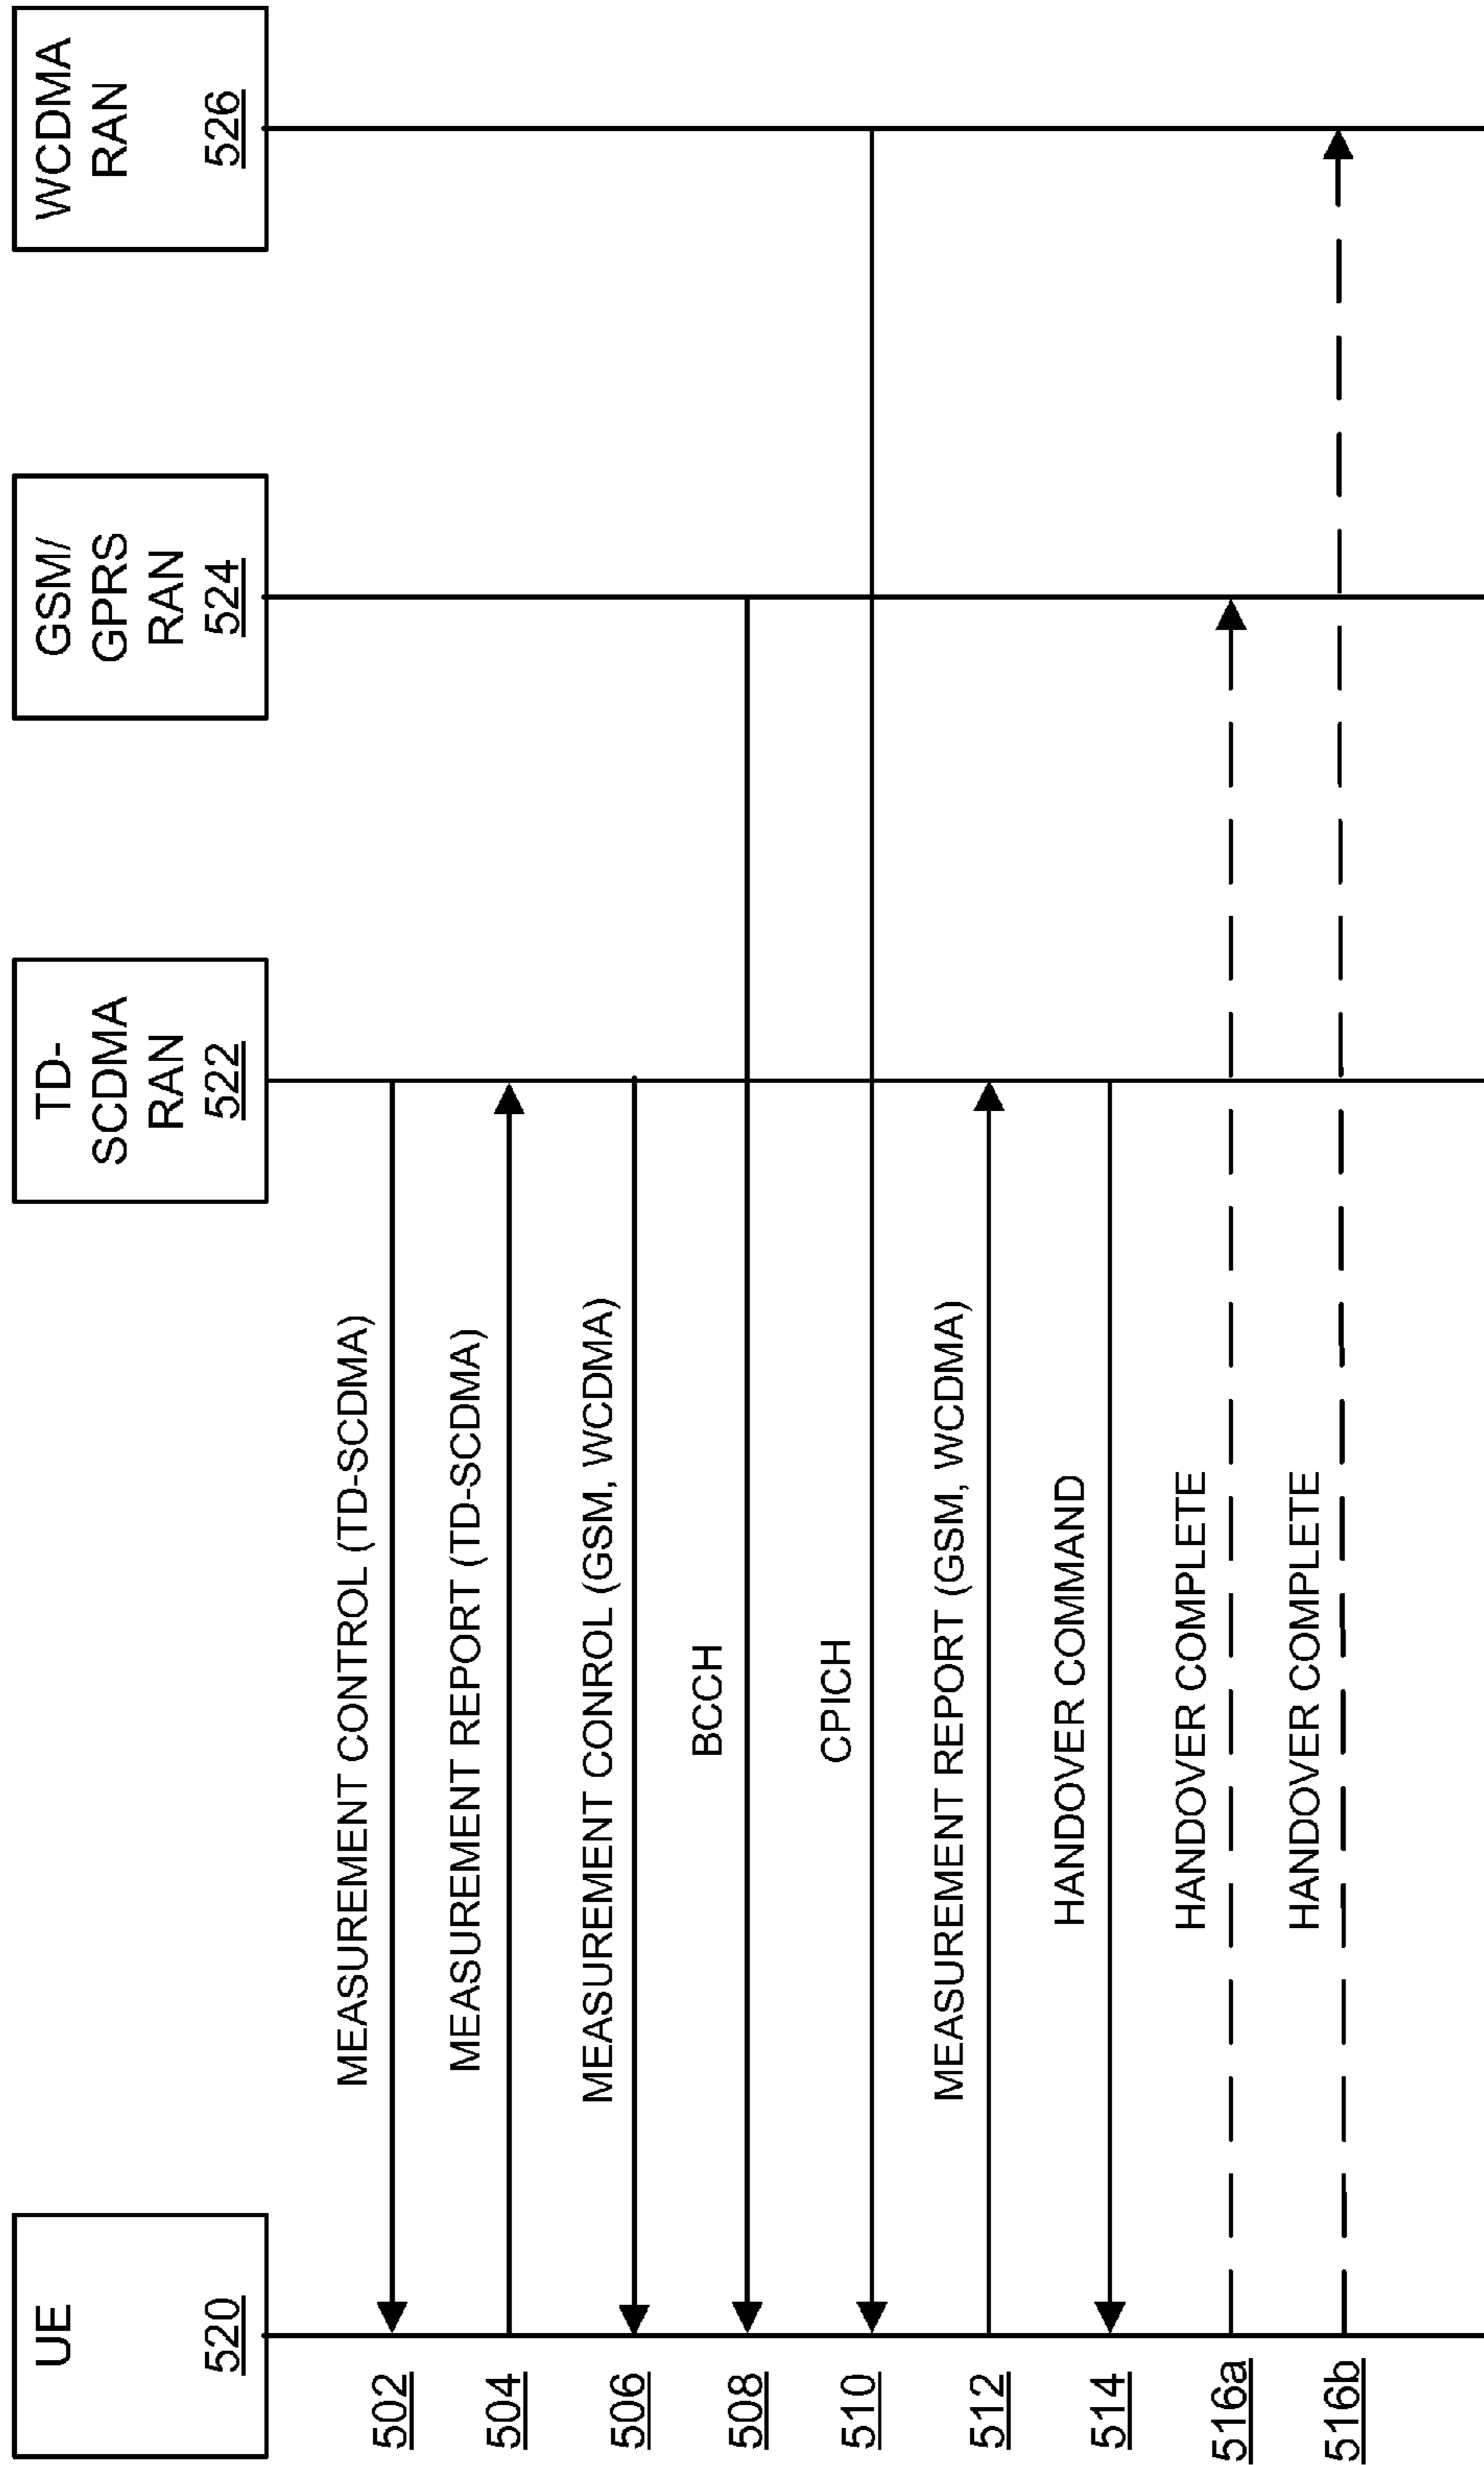 UE
520
TD-
SCDMA
RAN
522
GSM/
GPRS
RAN
524
WCDMA
RAN
526
502
MEASUREMENT CONTROL (TD-SCDMA)
504
MEASUREMENT REPORT (TD-SCDMA)
506
MEASUREMENT CONROL (GSM, WCDMA)
508
BCCH
510
CPICH
512
MEASUREMENT REPORT (GSM, WCDMA)
514
HANDOVER COMMAND
516a
HANDOVER COMPLETE
516b
HANDOVER COMPLETE